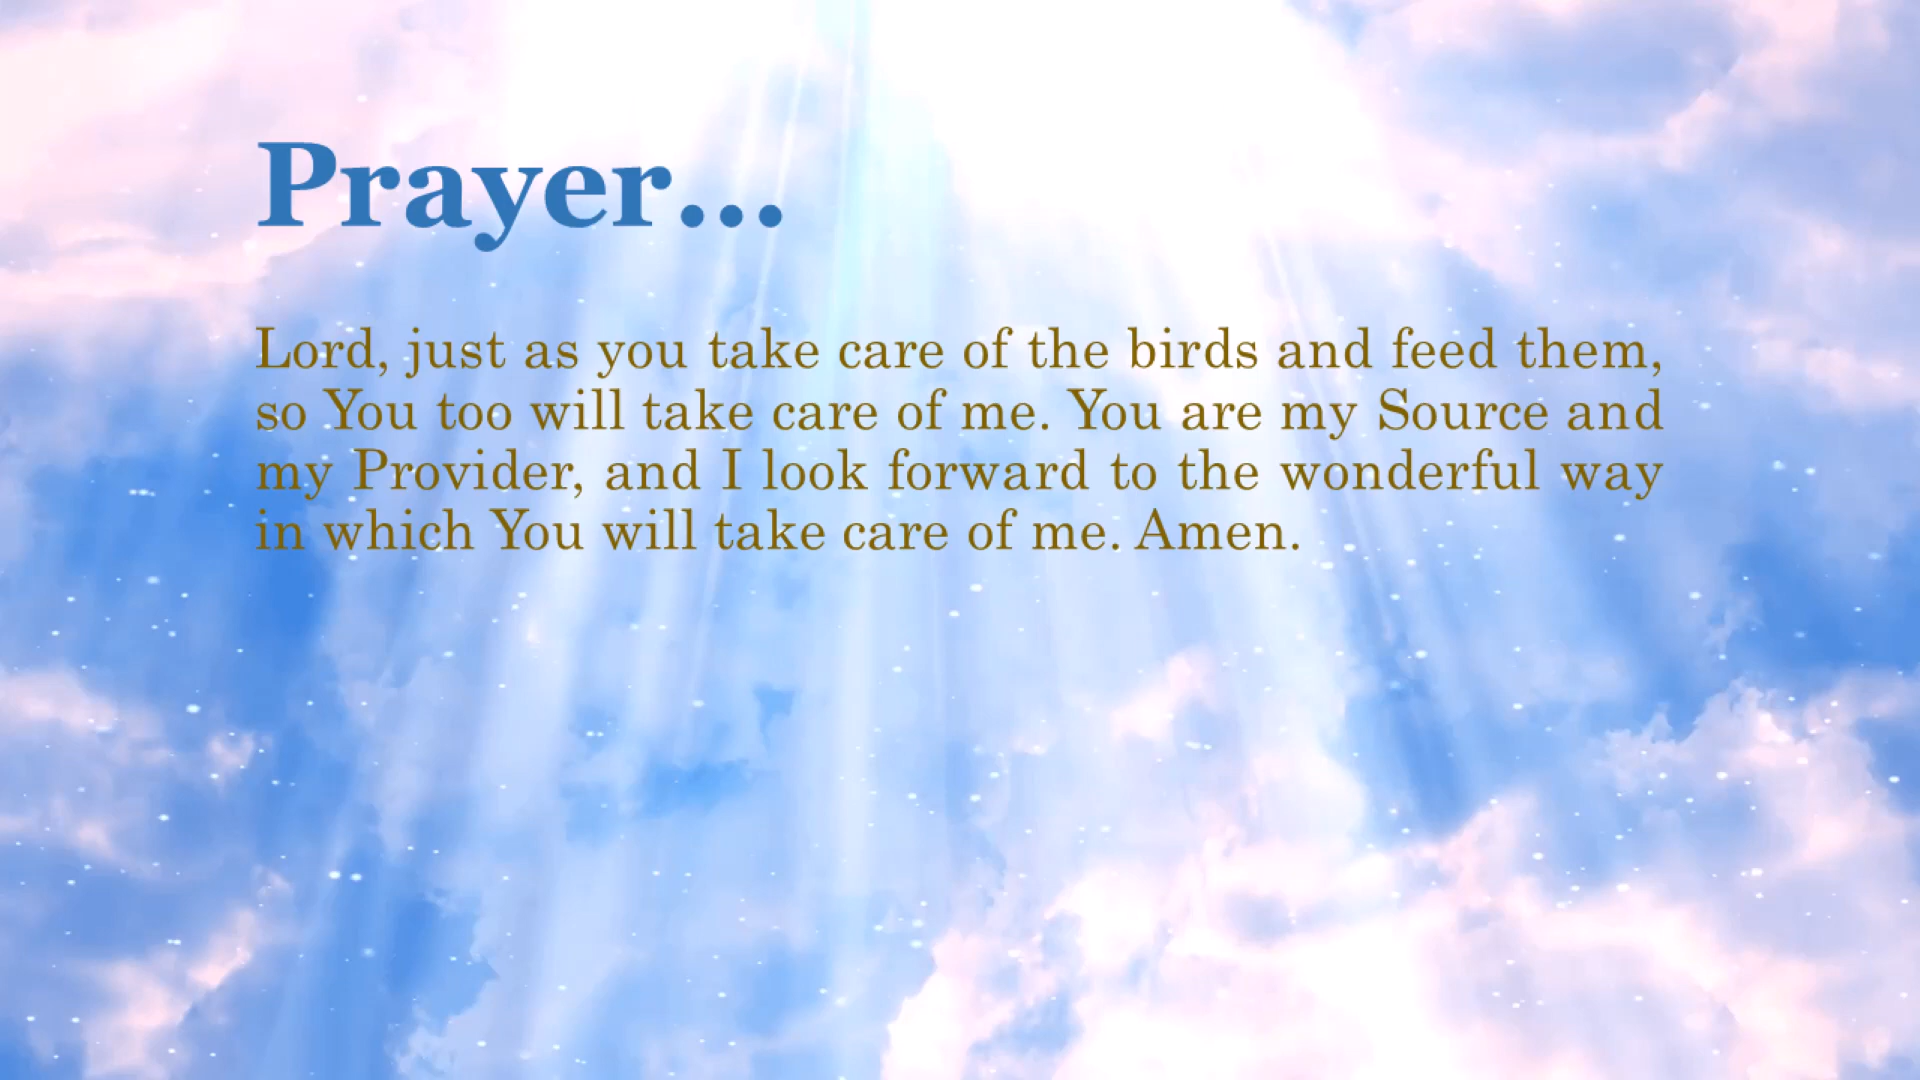 Prayer...
Lord, just as you take care of the birds and feed them,
so You too will take care of me. You are my Source and
my Provider, and I look forward to the wonderful way
in which You will take care of me. Amen.